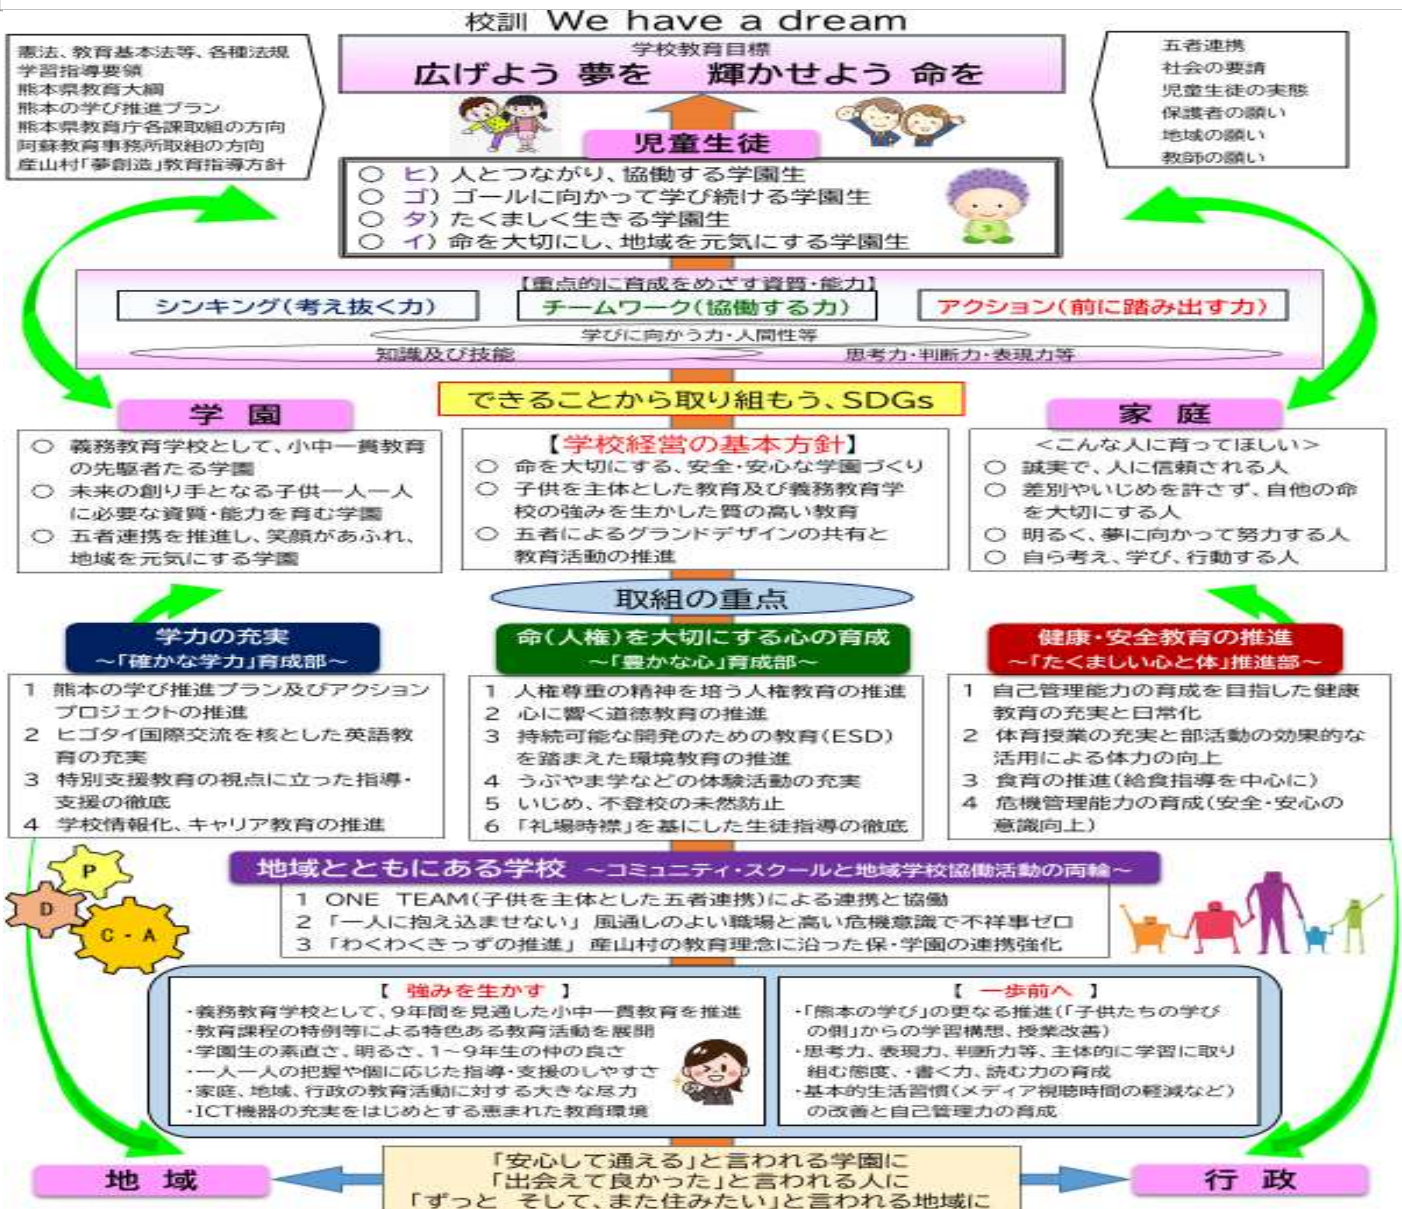 校訓 We have a dream
憲法、教育基本法等、各種法規
学習指導要領
熊本県教育大綱
熊本の学び推進プラン
熊本県教育庁各課取組の方向
阿蘇教育事務所取組の方向
産山村「夢創造」教育指導方針
学校教育目標
広げよう 夢を 輝かせよう 命を
五者連携
社会の要請
児童生徒の実態
保護者の願い
地域の願い
教師の願い
児童生徒
○ ヒ）人とつながり、協働する学園生
○ ゴ）ゴールに向かって学び続ける学園生
○ タ）たくましく生きる学園生
○ イ）命を大切にし、地域を元気にする学園生
3
【重点的に育成をめざす資質・能力】
シンキング(考え抜く力)
チームワーク(協働する力)
アクション(前に踏み出す力)
学びに向かう力・人間性等
知識及び技能
思考力・判断力・表現力等
できることから取り組もう、SDGs
学 園
○ 義務教育学校として、小中一貫教育
の先駆者たる学園
○ 未来の創り手となる子供一人一人
に必要な資質・能力を育む学園
○ 五者連携を推進し、笑顔があふれ、
地域を元気にする学園
【学校経営の基本方針】
○ 命を大切にする、安全・安心な学園づくり
○ 子供を主体とした教育及び義務教育学
校の強みを生かした質の高い教育
○ 五者によるグランドデザインの共有と
教育活動の推進
家 庭
＜こんな人に育ってほしい＞
○ 誠実で、人に信頼される人
○ 差別やいじめを許さず、自他の命
を大切にする人
○ 明るく、夢に向かって努力する人
○ 自ら考え、学び、行動する人
取組の重点
学力の充実
～「確かな学力」育成部～
1 熊本の学び推進プラン及びアクション
プロジェクトの推進
2 ヒゴタイ国際交流を核とした英語教
育の充実
3 特別支援教育の視点に立った指導・
支援の徹底
4 学校情報化、キャリア教育の推進
命(人権)を大切にする心の育成
～「豊かな心」育成部～
1 人権尊重の精神を培う人権教育の推進
2 心に響く道徳教育の推進
3 持続可能な開発のための教育(ESD)
を踏まえた環境教育の推進
4 うぶやま学などの体験活動の充実
5 いじめ、不登校の未然防止
6 「礼場時襟」を基にした生徒指導の徹底
健康・安全教育の推進
～「たくましい心と体」推進部～
1 自己管理能力の育成を目指した健康
教育の充実と日常化
2 体育授業の充実と部活動の効果的な
活用による体力の向上
3 食育の推進(給食指導を中心に)
4 危機管理能力の育成(安全・安心の
意識向上)
P
D
C・A
地域とともにある学校 ～コミュニティ・スクールと地域学校協働活動の両輪～
1 ONE TEAM(子供を主体とした五者連携)による連携と協働
2 「一人に抱え込ませない」風通しのよい職場と高い危機意識で不祥事ゼロ
3 「わくわくきっずの推進」産山村の教育理念に沿った保・学園の連携強化
【 強みを生かす 】
・義務教育学校として、9年間を見通した小中一貫教育を推進
・教育課程の特例等による特色ある教育活動を展開
・学園生の素直さ、明るさ、1～9年生の仲の良さ
・一人一人の把握や個に応じた指導・支援のしやすさ
・家庭、地域、行政の教育活動に対する大きな尽力
・ICT機器の充実をはじめとする恵まれた教育環境
【 一歩前へ 】
・「熊本の学び」の更なる推進(「子供たちの学び
の側」からの学習構想、授業改善)
・思考力、表現力、判断力等、主体的に学習に取り
組む態度、・書く力、読む力の育成
・基本的生活習慣(メディア視聴時間の軽減など)
の改善と自己管理力の育成
地 域
「安心して通える」と言われる学園に
「出会えて良かった」と言われる人に
「ずっと そして、また住みたい」と言われる地域に
行 政